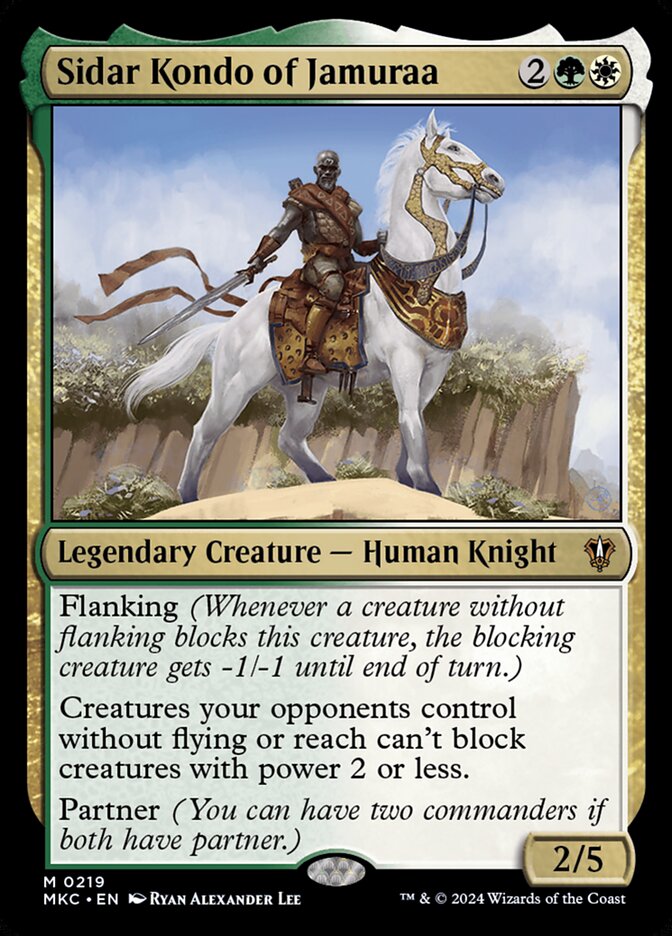 Sidar Kondo of Jamuraa 2
Legendary Creature — Human Knight
Flanking (Whenever a creature without
flanking blocks this creature, the blocking
creature gets -1/-1 until end of turn.)
Creatures your opponents control
without flying or reach can't block
creatures with power 2 or less.
Partner (You can have two commanders if
both have partner.)
2/5
M 0219
MKC • EN Ryan Alexander Lee
™ & © 2024 Wizards of the Coast